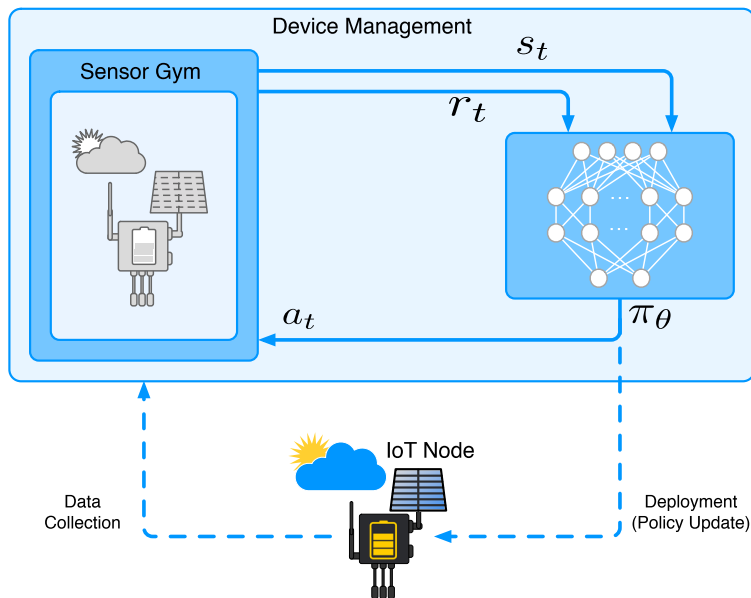 Device Management
Sensor Gym
s_t
r_t
a_t
π_θ
IoT Node
Data
Collection
Deployment
(Policy Update)